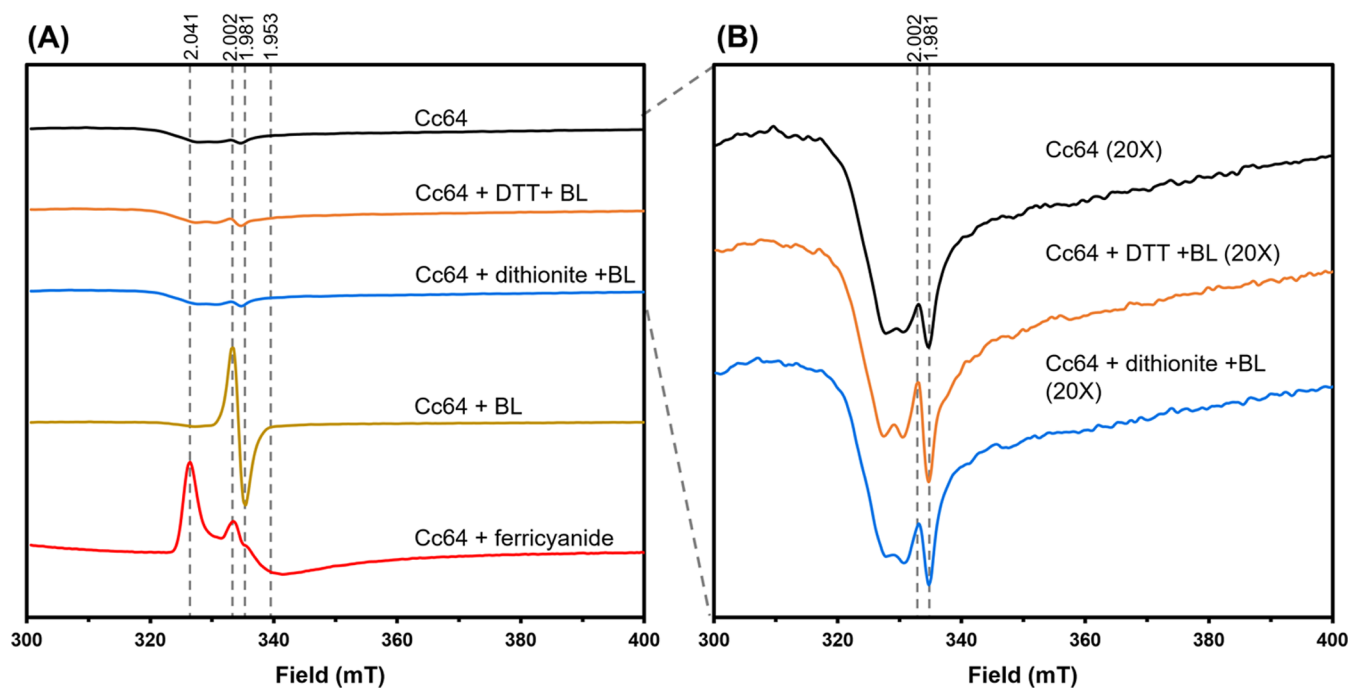 (A)
2.041
2.002
1.981
1.953
Cc64
Cc64 + DTT+ BL
Cc64 + dithionite +BL
Cc64 + BL
Cc64 + ferricyanide
300
320
340
360
380
400
Field (mT)
(B)
2.002
1.981
Cc64 (20X)
Cc64 + DTT +BL (20X)
Cc64 + dithionite +BL
(20X)
300
320
340
360
380
400
Field (mT)